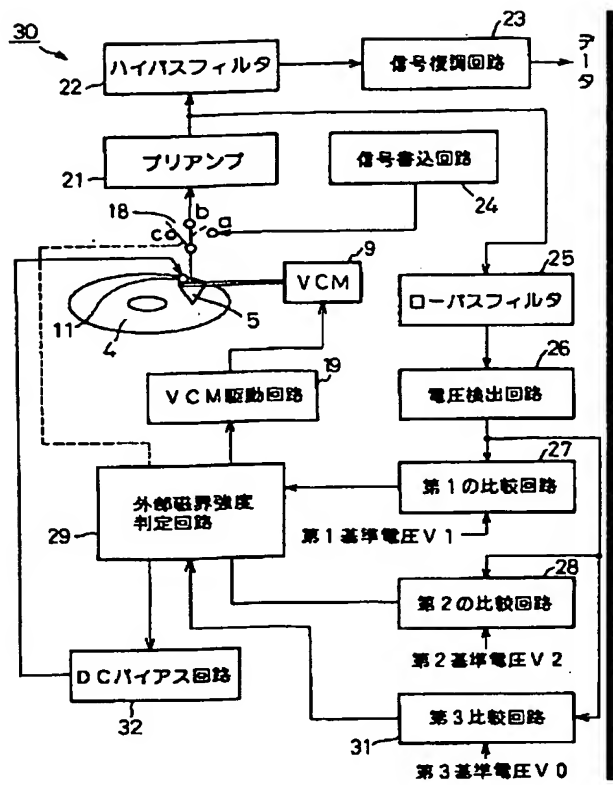 30
23
ハイパスフィルタ
信号復調回路
データ
22
プリアンプ
信号書込回路
21
24
18
b
a
c
9
VCM
25
ローパスフィルタ
11
4
5
26
電圧検出回路
19
VCM駆動回路
27
第1の比較回路
外部磁界強度
判定回路
29
第1基準電圧V1
28
第2の比較回路
第2基準電圧V2
DCバイアス回路
32
第3比較回路
31
第3基準電圧V0